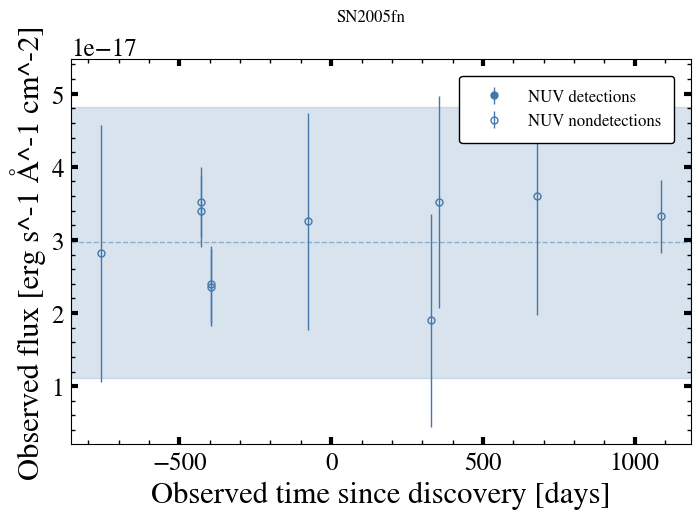 SN2005fn
1e−17
Observed flux [erg s^-1 Å^-1 cm^-2]
5
4
3
2
1
NUV detections
NUV nondetections
−500
0
500
1000
Observed time since discovery [days]